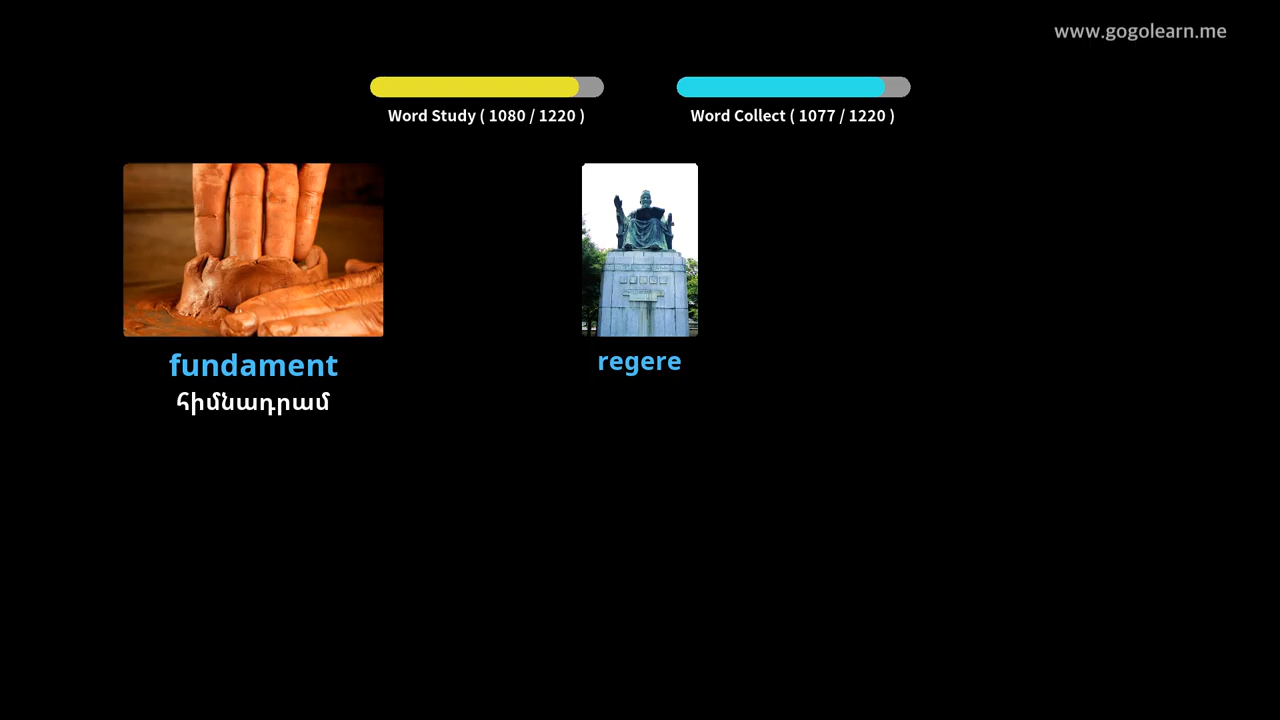 www.gogolearn.me
Word Study ( 1080 / 1220 )
Word Collect ( 1077 / 1220 )
fundament
հիմնադրամ
regere